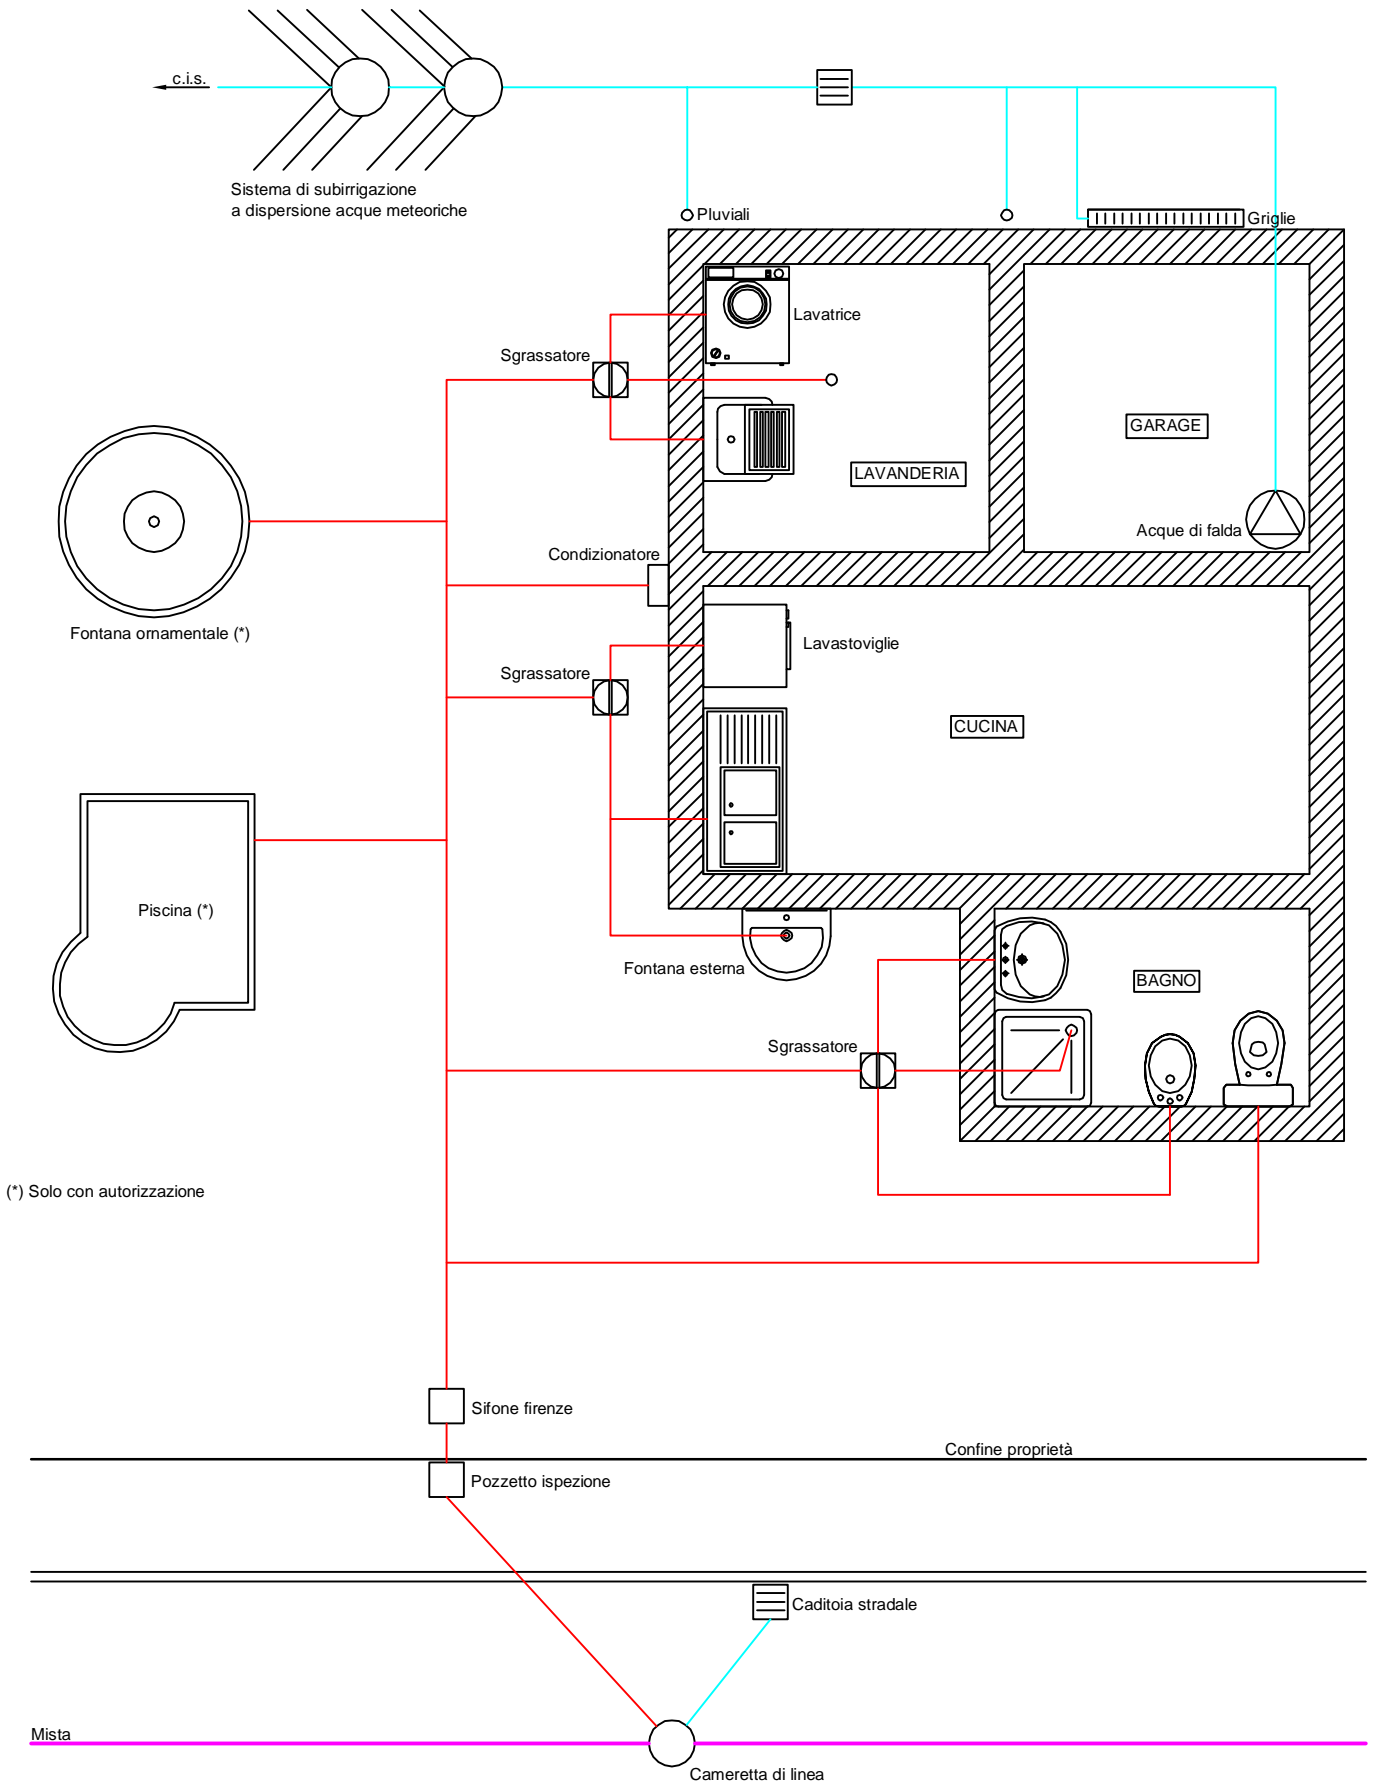 c.i.s.
Sistema di subirrigazione
a dispersione acque meteoriche
Pluviali
Griglie
Lavatrice
Sgrassatore
GARAGE
LAVANDERIA
Acque di falda
Condizionatore
Fontana ornamentale (*)
Lavastoviglie
Sgrassatore
CUCINA
Piscina (*)
Fontana esterna
BAGNO
Sgrassatore
(*) Solo con autorizzazione
Sifone firenze
Confine proprietà
Pozzetto ispezione
Caditoia stradale
Mista
Cameretta di linea